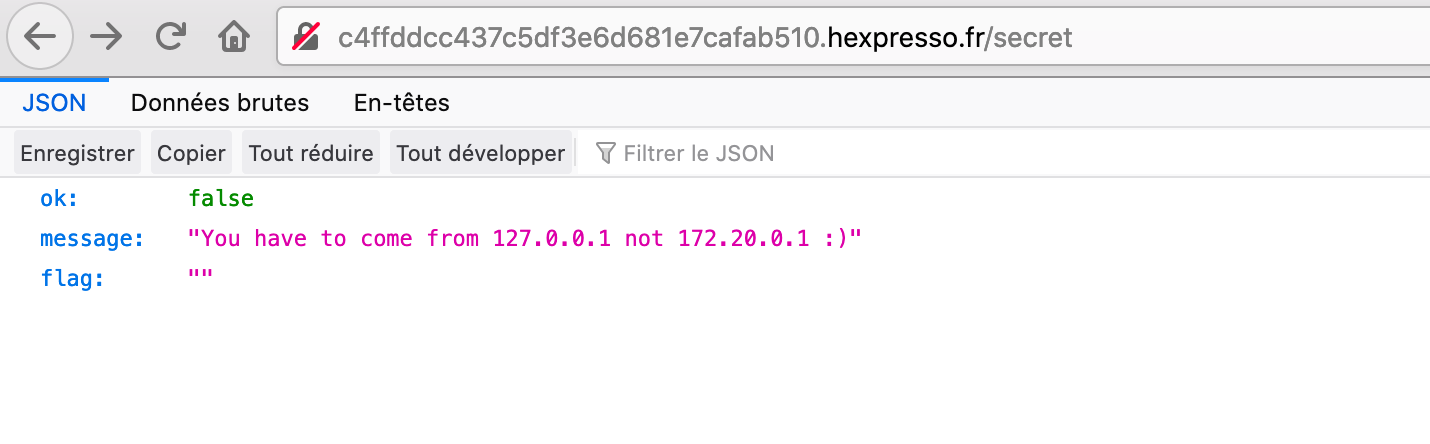 c4ffddcc437c5df3e6d681e7cafab510.hexpresso.fr/secret
JSON Données brutes En-têtes
Enregistrer Copier Tout réduire Tout développer Filtrer le JSON
ok: false
message: "You have to come from 127.0.0.1 not 172.20.0.1 :)"
flag: ""